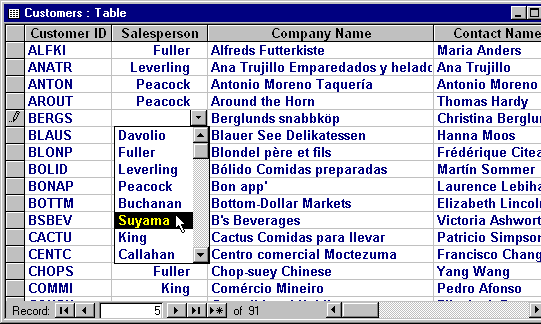 Customers : Table
Customer ID Salesperson Company Name Contact Name
ALFKI Fuller Alfreds Futterkiste Maria Anders
ANATR Leverling Ana Trujillo Emparedados y helado Ana Trujillo
ANTON Peacock Antonio Moreno Taquería Antonio Moreno
AROUT Peacock Around the Horn Thomas Hardy
BERGS Berglunds snabbköp Christina Berglun
BLAUS Davolio Blauer See Delikatessen Hanna Moos
BLONP Fuller Blondel père et fils Frédérique Citea
BOLID Leverling Bólido Comidas preparadas Martín Sommer
BONAP Peacock Bon app' Laurence Lebiha
BOTTM Buchanan Bottom-Dollar Markets Elizabeth Lincoln
BSBEV Suyama B's Beverages Victoria Ashwort
CACTU King Cactus Comidas para llevar Patricio Simpson
CENTC Callahan Centro comercial Moctezuma Francisco Chang
CHOPS Fuller Chop-suey Chinese Yang Wang
COMMI King Comércio Mineiro Pedro Afonso
Record: 5 of 91